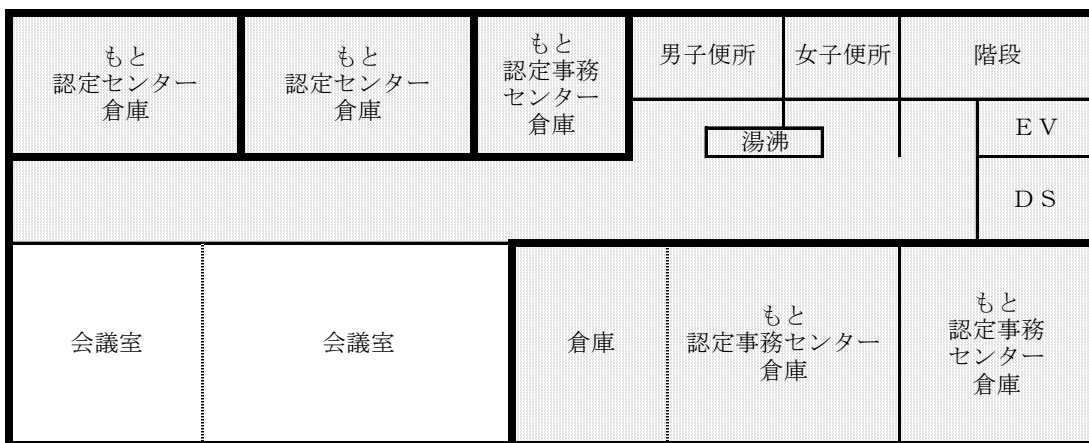 もと
認定センター
倉庫
もと
認定センター
倉庫
もと
認定事務
センター
倉庫
男子便所
女子便所
階段
湯沸
ＥＶ
ＤＳ
会議室
会議室
倉庫
もと
認定事務センター
倉庫
もと
認定事務
センター
倉庫